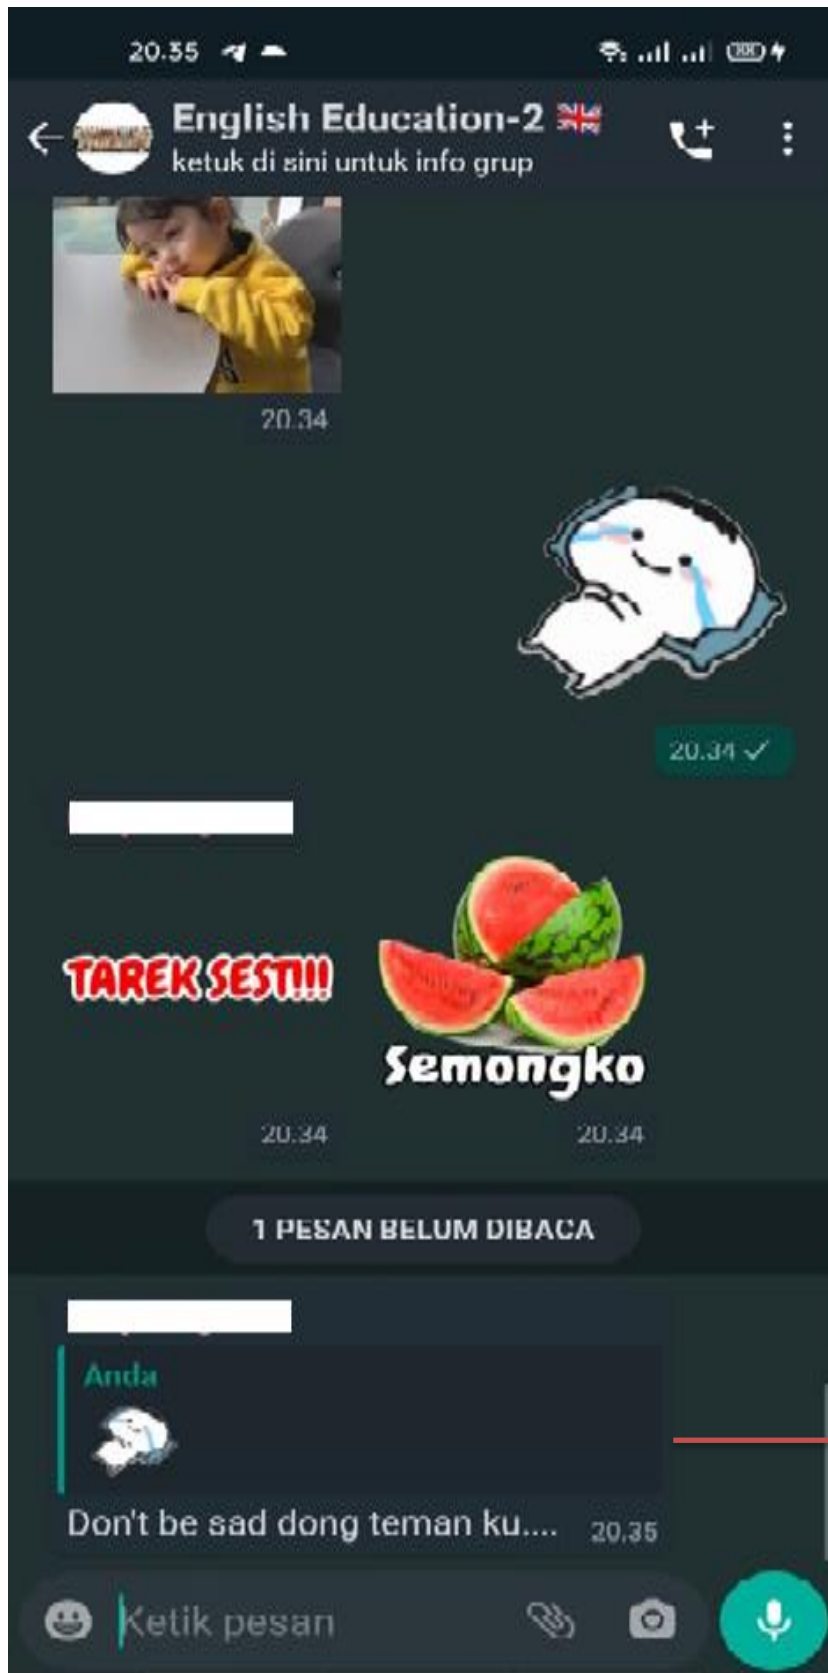 20.35
English Education-2
ketuk di sini untuk info grup
20.34
20.34
TAREK SEST!!!
Semongko
20.34 20.34
1 PESAN BELUM DIBACA
Anda
Don't be sad dong teman ku.... 20.35
Ketik pesan